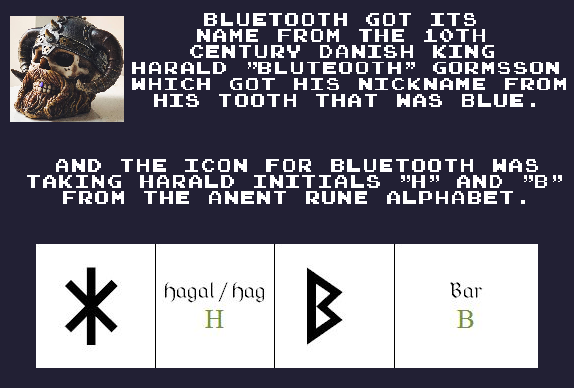 BLUETOOTH GOT ITS
NAME FROM THE 10TH
CENTURY DANISH KING
HARALD "BLUTEOOTH" GORMSSON
WHICH GOT HIS NICKNAME FROM
HIS TOOTH THAT WAS BLUE.
AND THE ICON FOR BLUETOOTH WAS
TAKING HARALD INITIALS "H" AND "B"
FROM THE ANENT RUNE ALPHABET.
ᚼ
hagal / hag
H
ᛒ
Bar
B